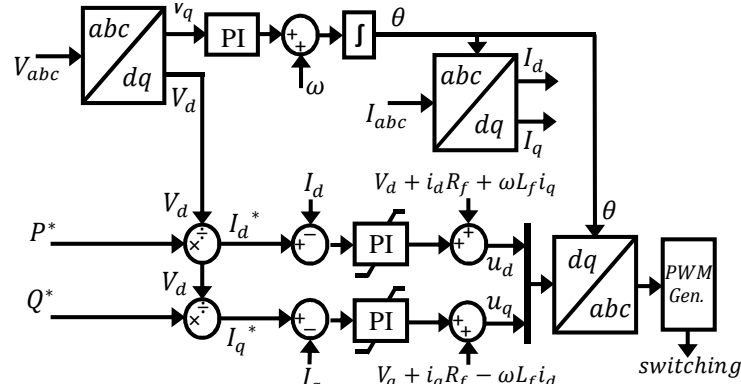 V_q
abc
dq
V_abc
V_d
PI
+
+
ω
∫
θ
abc
dq
I_abc
I_d
I_q
V_d
P*
÷
×
I_d*
I_d
+
−
PI
V_d + i_d R_f + ωL_f i_q
+
+
u_d
θ
dq
abc
PWM
Gen.
switching
V_d
Q*
÷
×
I_q*
+
−
I_q
PI
+
+
u_q
V_q + i_q R_f − ωL_f i_d